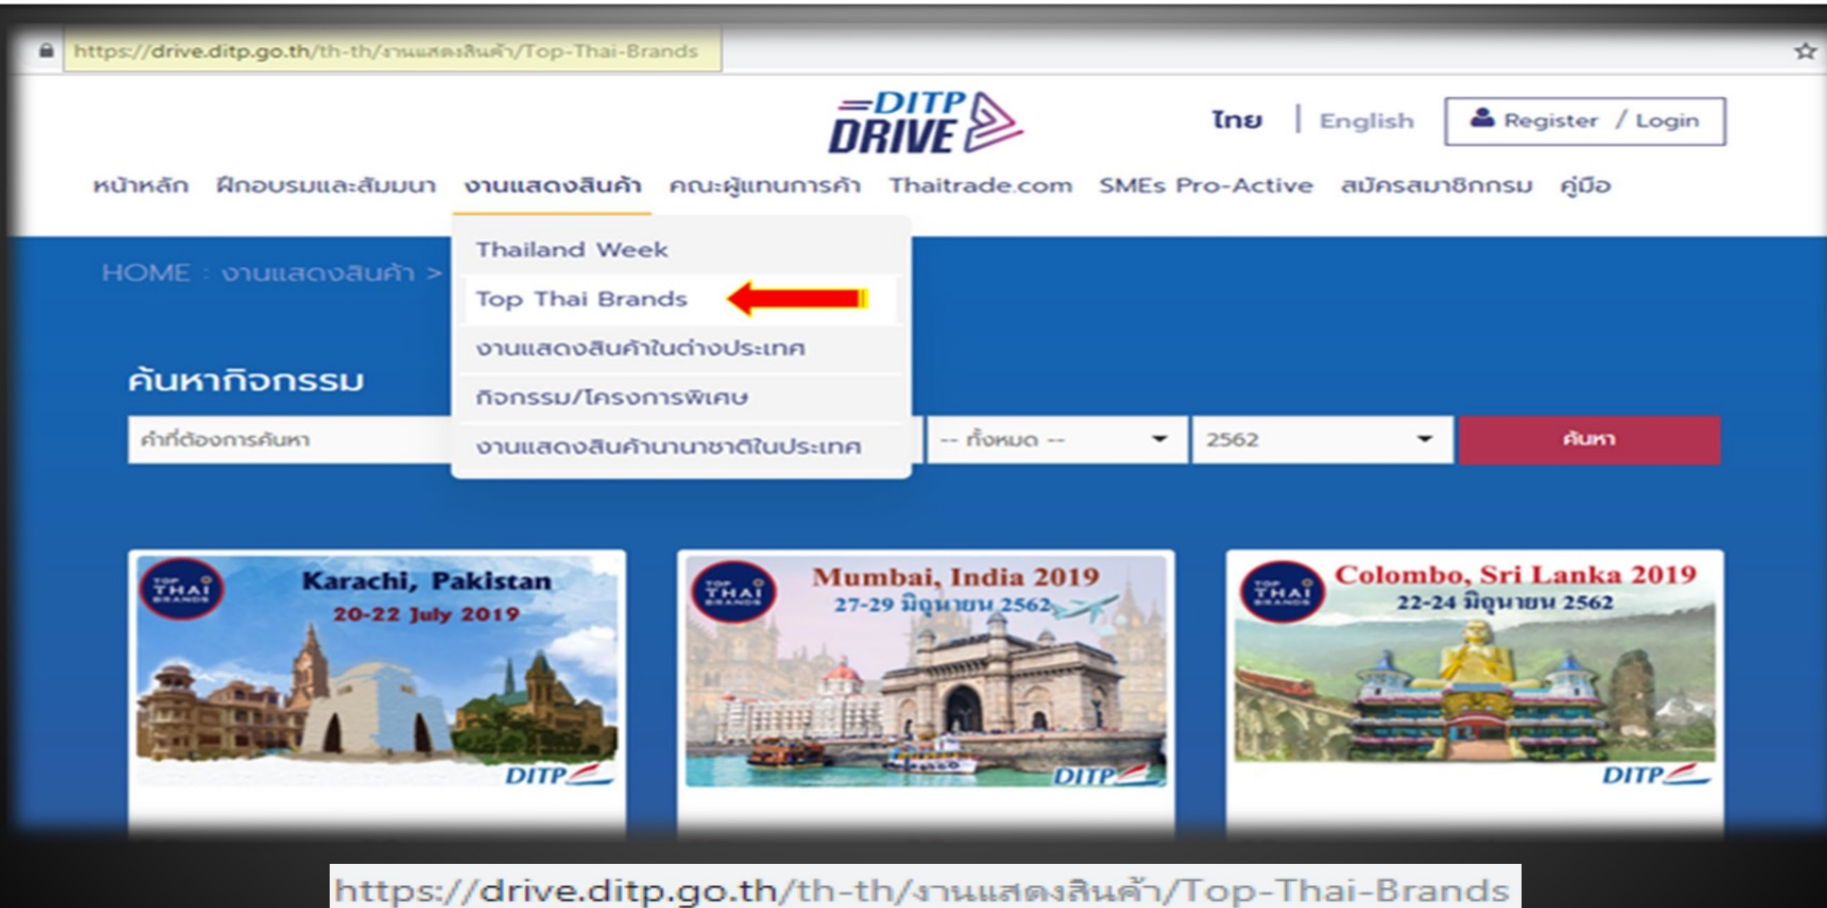 https://drive.ditp.go.th/th-th/งานแสดงสินค้า/Top-Thai-Brands
DITP
DRIVE
ไทย | English
Register / Login
หน้าหลัก ฝึกอบรมและสัมมนา งานแสดงสินค้า คณะผู้แทนการค้า Thaitrade.com SMEs Pro-Active สมัครสมาชิกกรม คู่มือ
HOME : งานแสดงสินค้า >
Thailand Week
Top Thai Brands
งานแสดงสินค้าในต่างประเทศ
กิจกรรม/โครงการพิเศษ
งานแสดงสินค้านานาชาติในประเทศ
ค้นหากิจกรรม
คำที่ต้องการค้นหา
-- ทั้งหมด --
2562
ค้นหา
TOP
THAI
BRANDS
Karachi, Pakistan
20-22 July 2019
DITP
TOP
THAI
BRANDS
Mumbai, India 2019
27-29 มิถุนายน 2562
DITP
TOP
THAI
BRANDS
Colombo, Sri Lanka 2019
22-24 มิถุนายน 2562
DITP
https://drive.ditp.go.th/th-th/งานแสดงสินค้า/Top-Thai-Brands